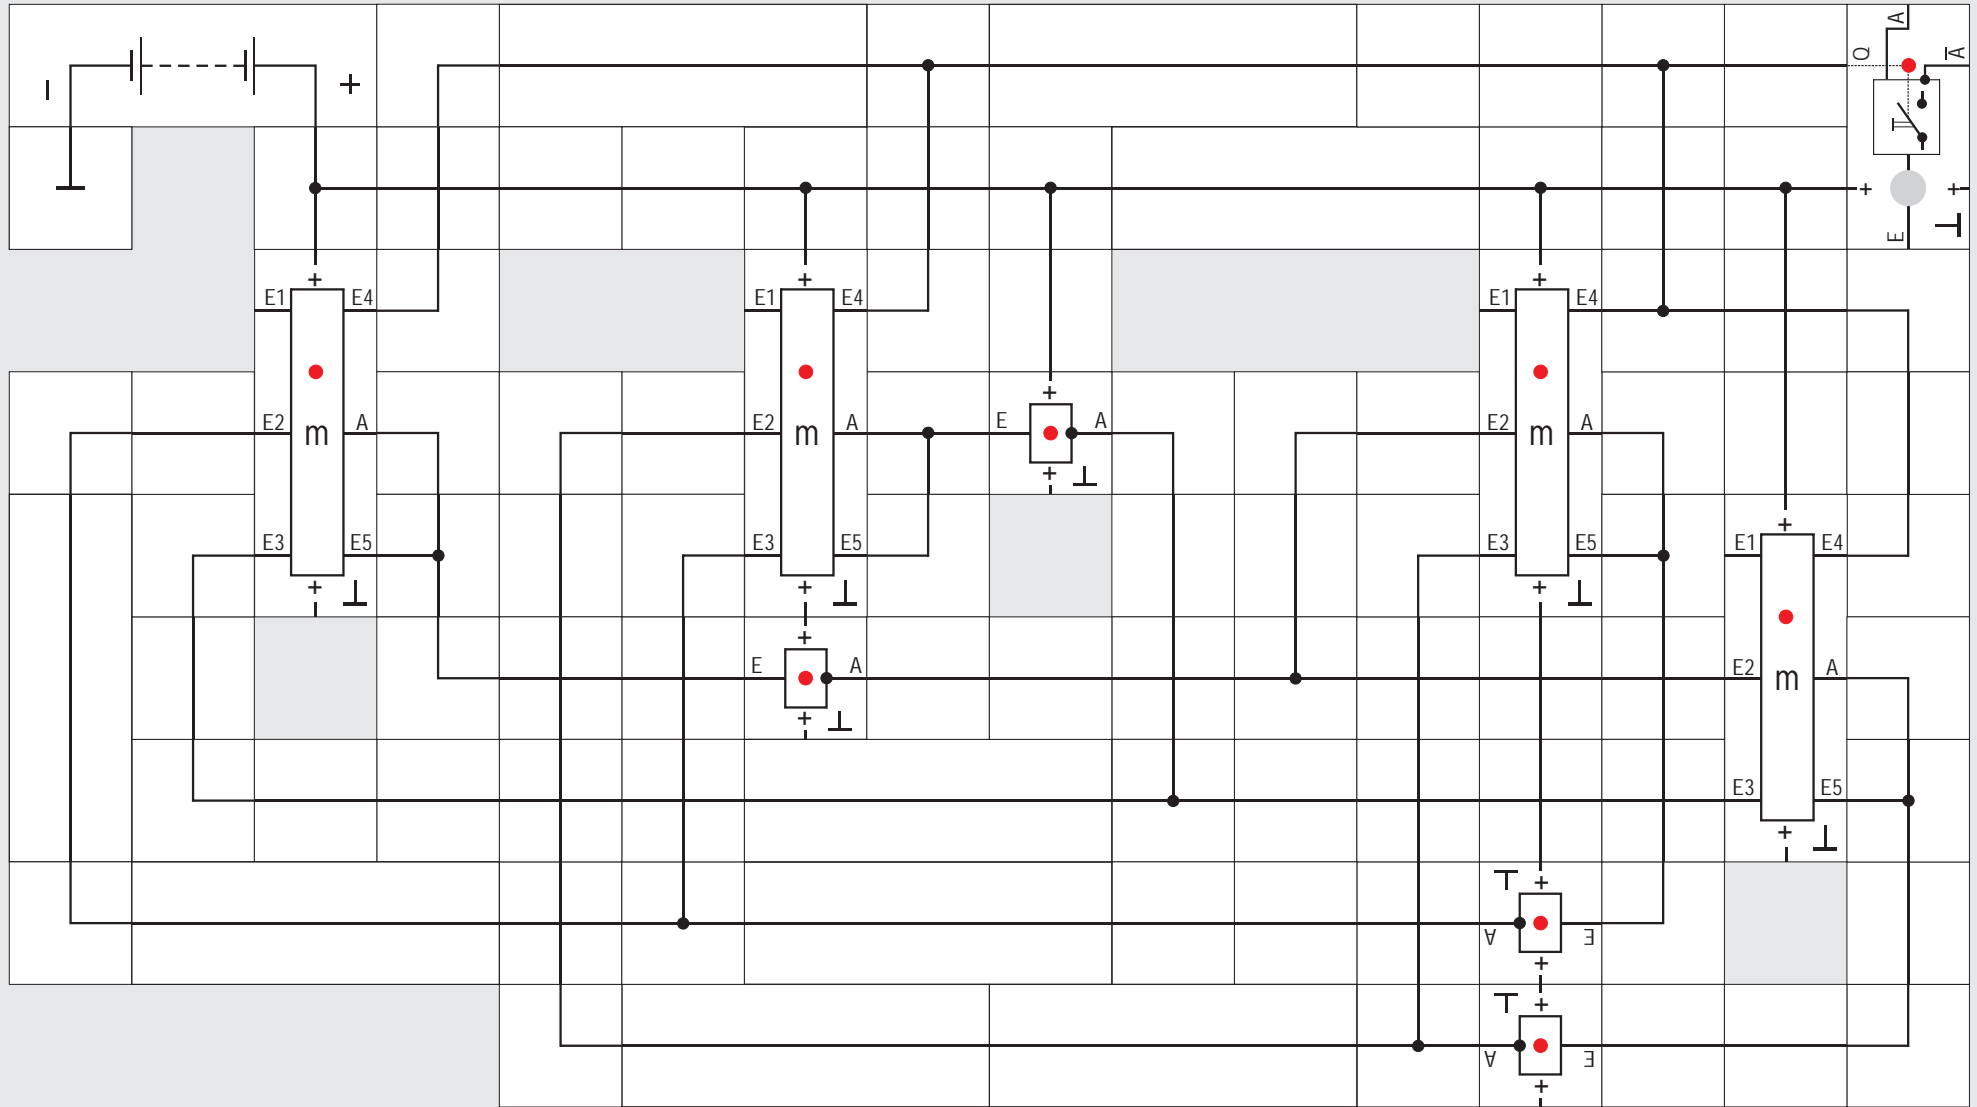 A
Q
A
− +
+ +
E
+ + +
E1 E4 E1 E4 E1 E4
+
E2 m A E2 m A E A E2 m A
+
+
E3 E5 E3 E5 E3 E5 E1 E4
+ + +
+
E A E2 m A
+
E3 E5
+
+
A E
+
+
A E
+